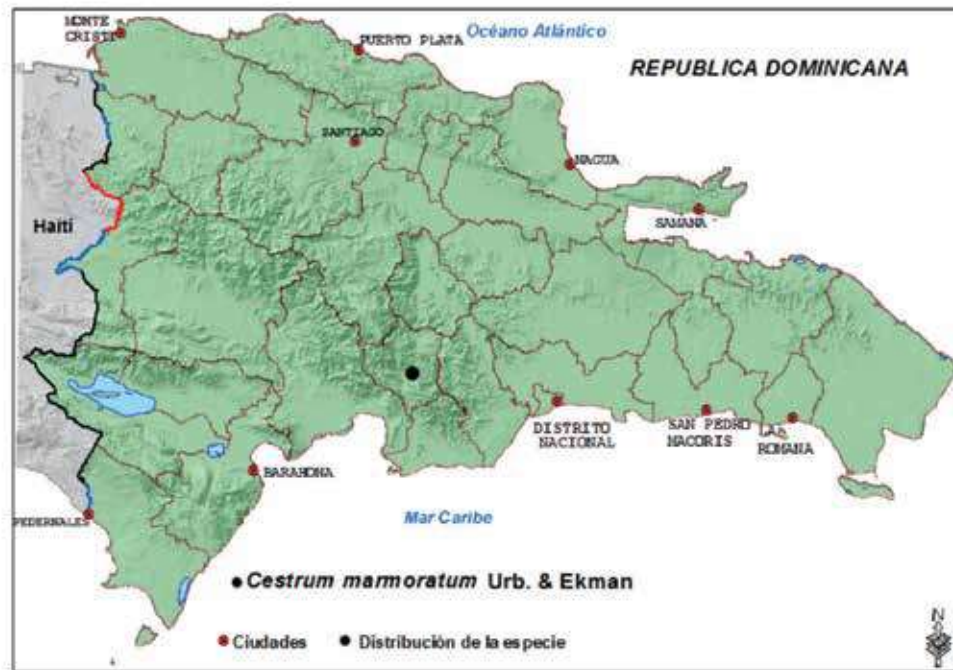 MONTE
CRISTI
PUERTO PLATA
Océano Atlántico
REPUBLICA DOMINICANA
SANTIAGO
NAGUA
SAMANA
Haití
DISTRITO
NACIONAL
SAN PEDRO
MACORIS
LA
ROMANA
BARAHONA
PEDERNALES
Mar Caribe
Cestrum marmoratum Urb. & Ekman
Ciudades
Distribución de la especie
N